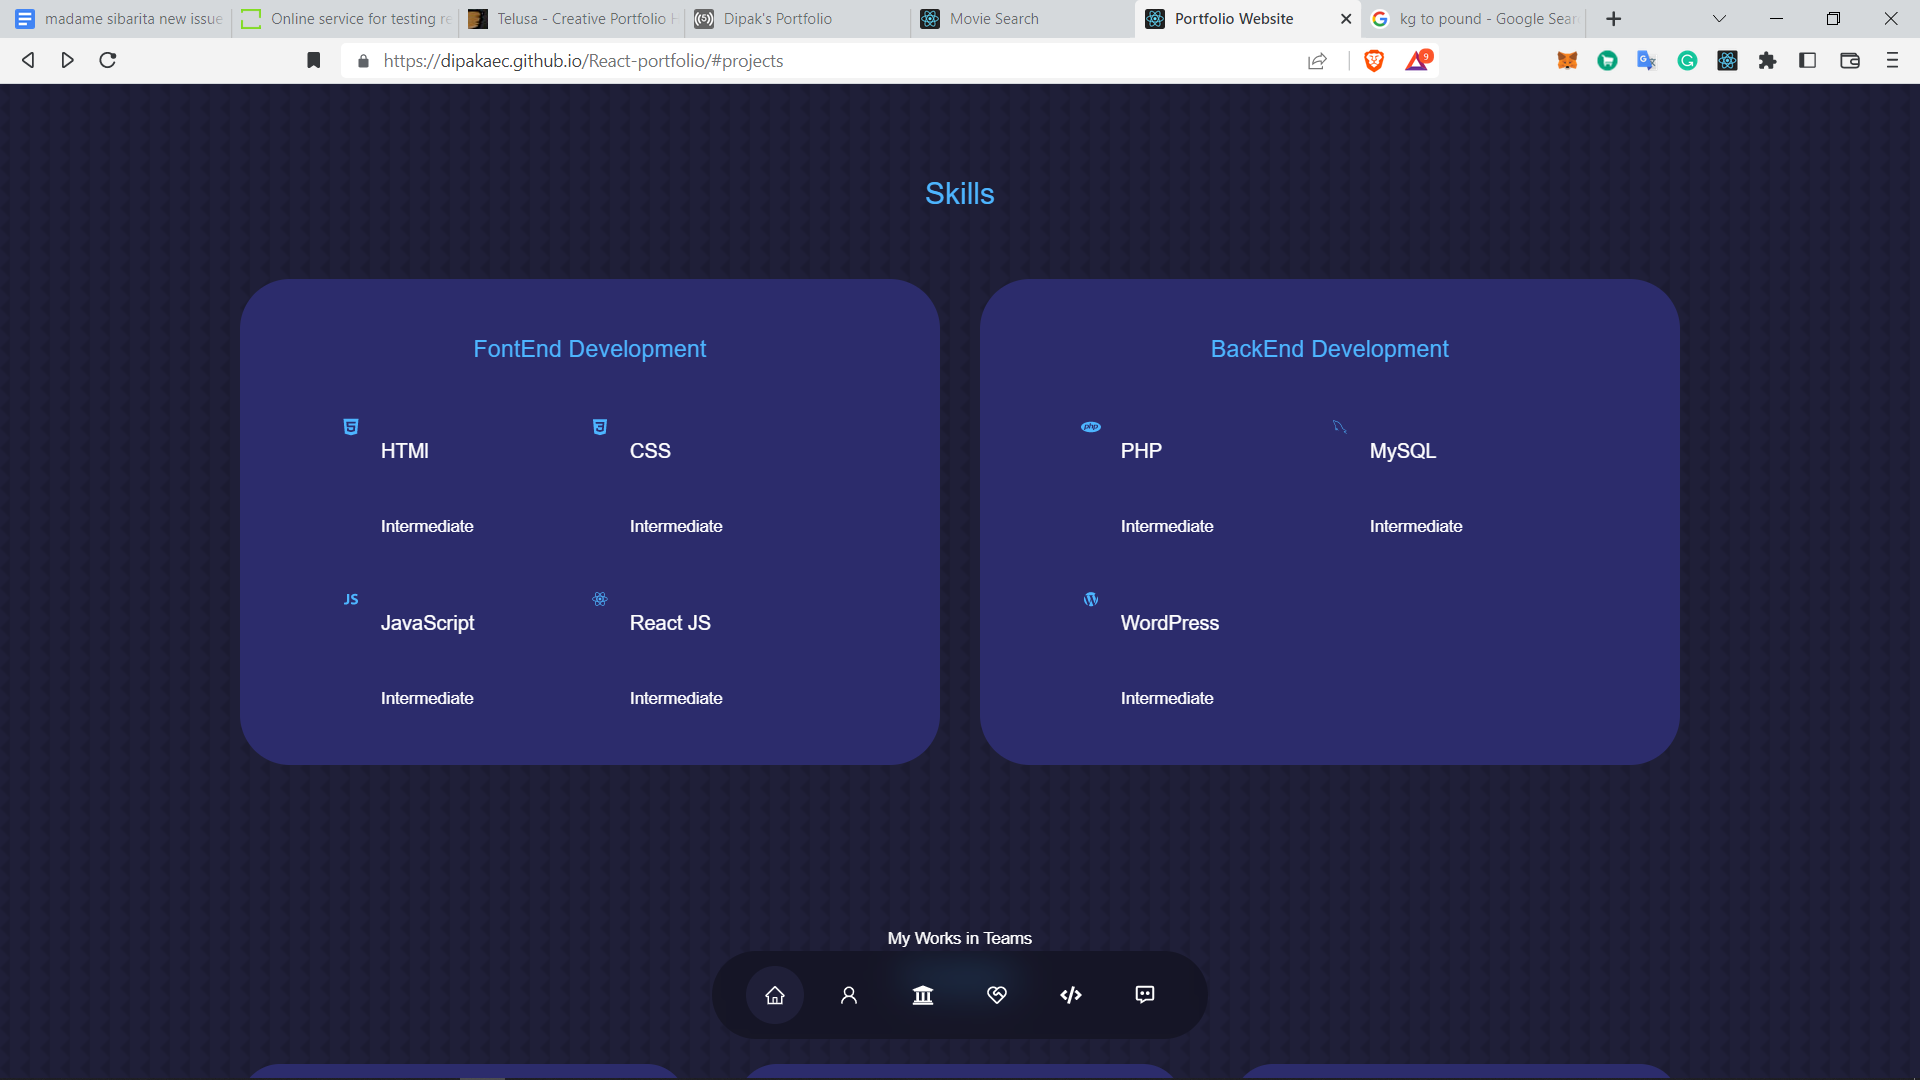 madame sibarita new issue
Online service for testing re
Telusa - Creative Portfolio H
Dipak's Portfolio
Movie Search
Portfolio Website
kg to pound - Google Sear
https://dipakaec.github.io/React-portfolio/#projects
9
Skills
FontEnd Development
BackEnd Development
HTMl
CSS
php
PHP
MySQL
Intermediate
Intermediate
Intermediate
Intermediate
JS
JavaScript
React JS
WordPress
Intermediate
Intermediate
Intermediate
My Works in Teams